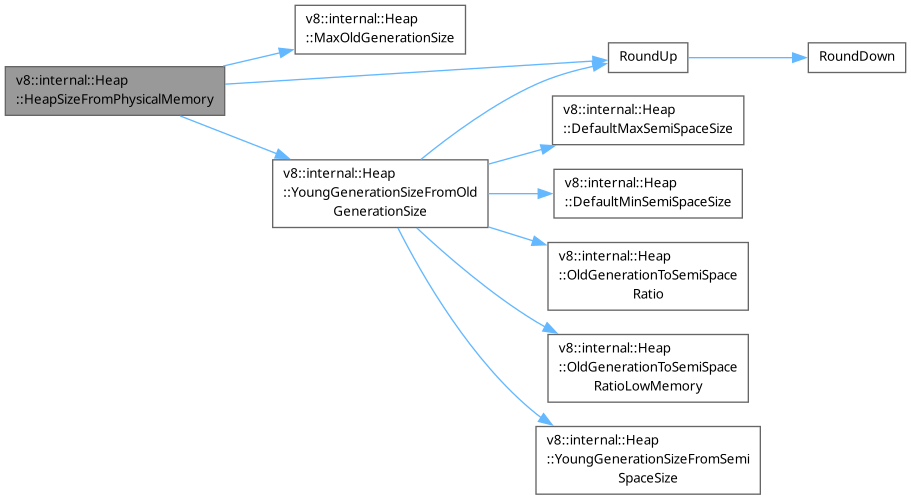 v8::internal::Heap
::MaxOldGenerationSize
v8::internal::Heap
::HeapSizeFromPhysicalMemory
RoundUp
RoundDown
v8::internal::Heap
::DefaultMaxSemiSpaceSize
v8::internal::Heap
::YoungGenerationSizeFromOld
GenerationSize
v8::internal::Heap
::DefaultMinSemiSpaceSize
v8::internal::Heap
::OldGenerationToSemiSpace
Ratio
v8::internal::Heap
::OldGenerationToSemiSpace
RatioLowMemory
v8::internal::Heap
::YoungGenerationSizeFromSemi
SpaceSize